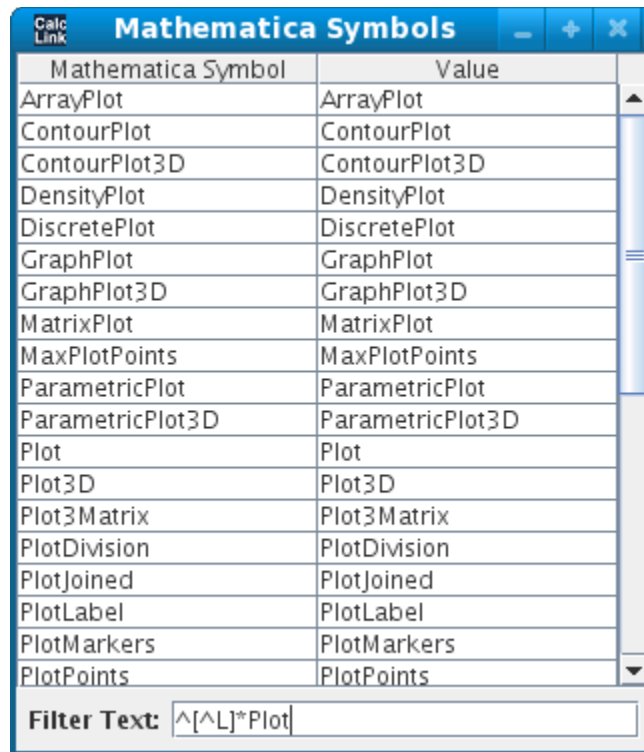 Calc
Link
Mathematica Symbols
Mathematica Symbol Value
ArrayPlot ArrayPlot
ContourPlot ContourPlot
ContourPlot3D ContourPlot3D
DensityPlot DensityPlot
DiscretePlot DiscretePlot
GraphPlot GraphPlot
GraphPlot3D GraphPlot3D
MatrixPlot MatrixPlot
MaxPlotPoints MaxPlotPoints
ParametricPlot ParametricPlot
ParametricPlot3D ParametricPlot3D
Plot Plot
Plot3D Plot3D
Plot3Matrix Plot3Matrix
PlotDivision PlotDivision
PlotJoined PlotJoined
PlotLabel PlotLabel
PlotMarkers PlotMarkers
PlotPoints PlotPoints
Filter Text: ^[^L]*Plot